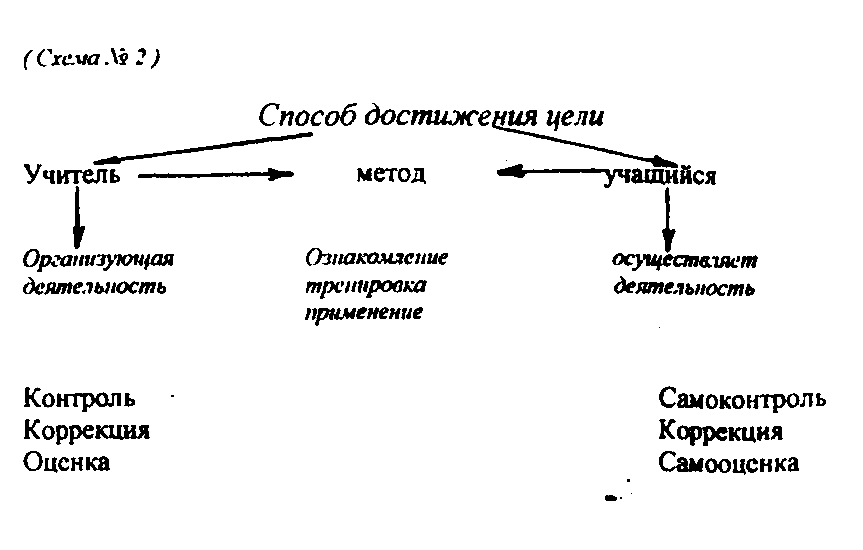 ( Схема № 2 )
Способ достижения цели
Учитель метод учащийся
Организующая Ознакомление осуществляет
деятельность тренировка деятельность
применение
Контроль Самоконтроль
Коррекция Коррекция
Оценка Самооценка